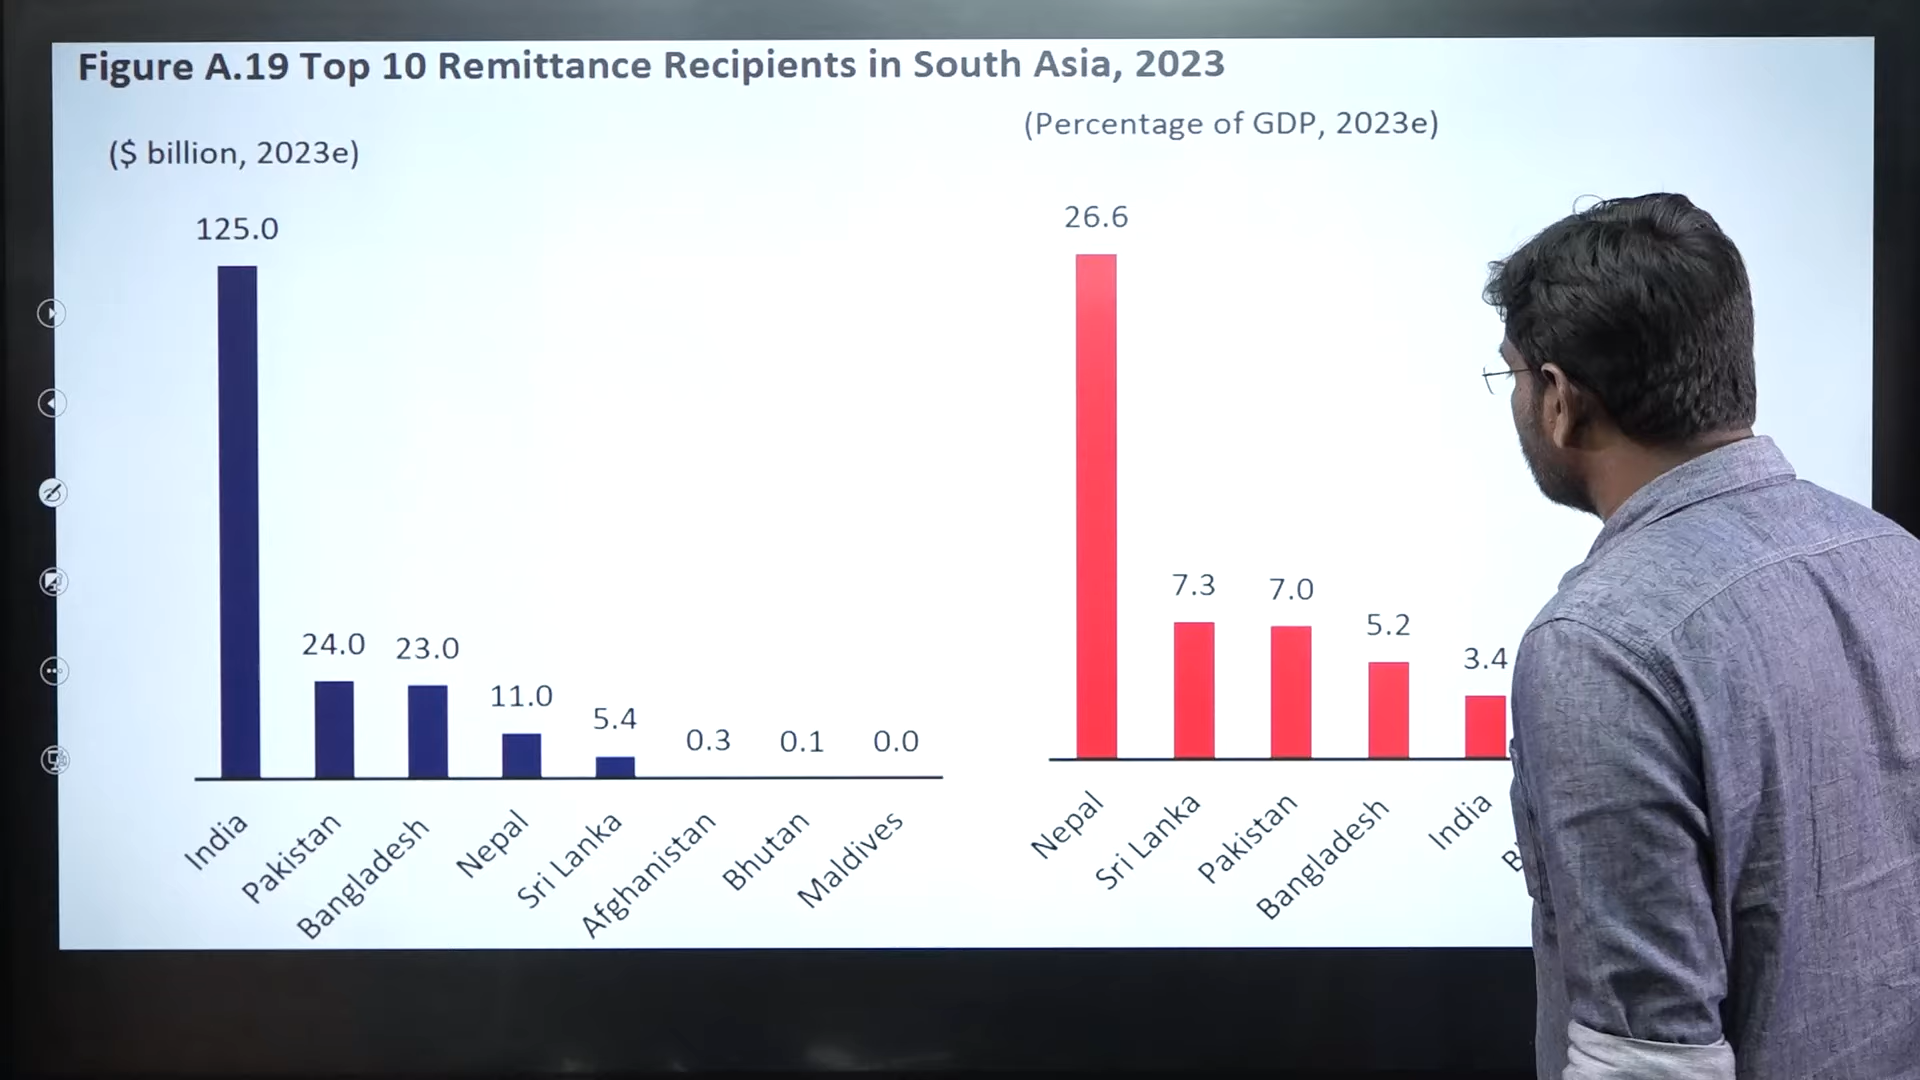 Figure A.19 Top 10 Remittance Recipients in South Asia, 2023
($ billion, 2023e)
125.0
24.0
23.0
11.0
5.4
0.3
0.1
0.0
India
Pakistan
Bangladesh
Nepal
Sri Lanka
Afghanistan
Bhutan
Maldives
(Percentage of GDP, 2023e)
26.6
7.3
7.0
5.2
3.4
Nepal
Sri Lanka
Pakistan
Bangladesh
India